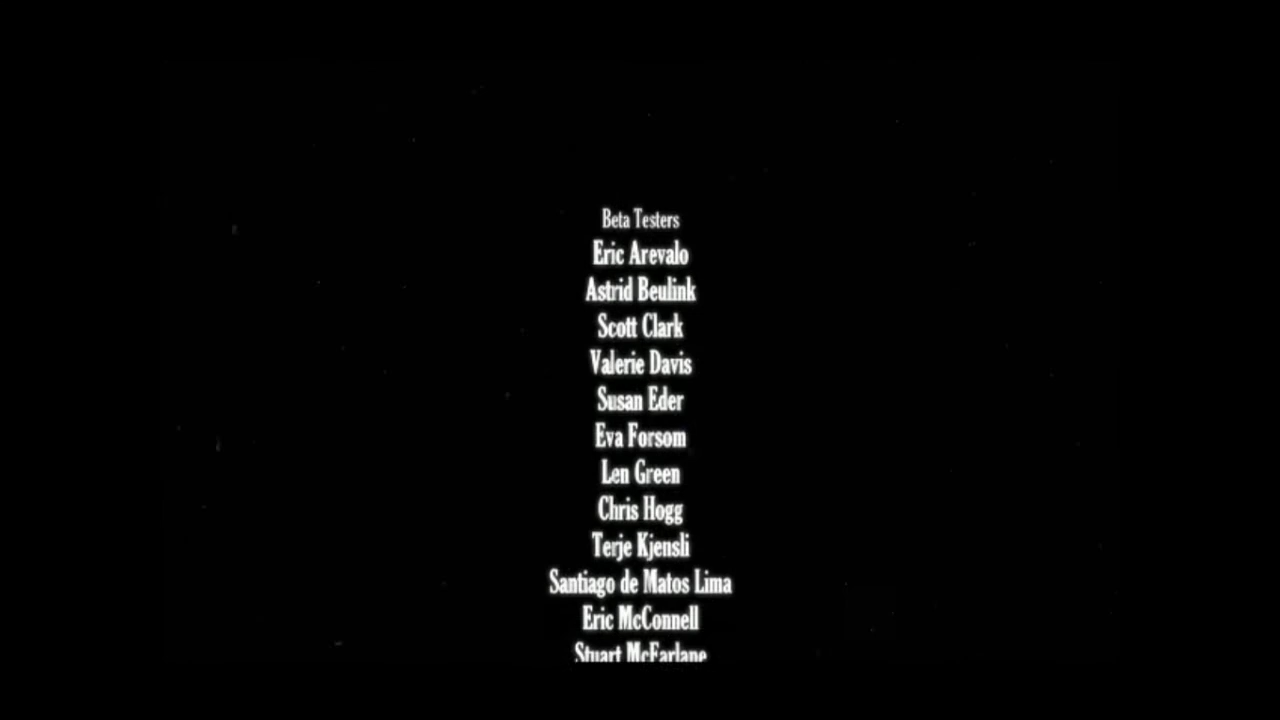 Beta Testers
Eric Arevalo
Astrid Beulink
Scott Clark
Valerie Davis
Susan Eder
Eva Forsom
Len Green
Chris Hogg
Terje Kjensli
Santiago de Matos Lima
Eric McConnell
Stuart McFarlane